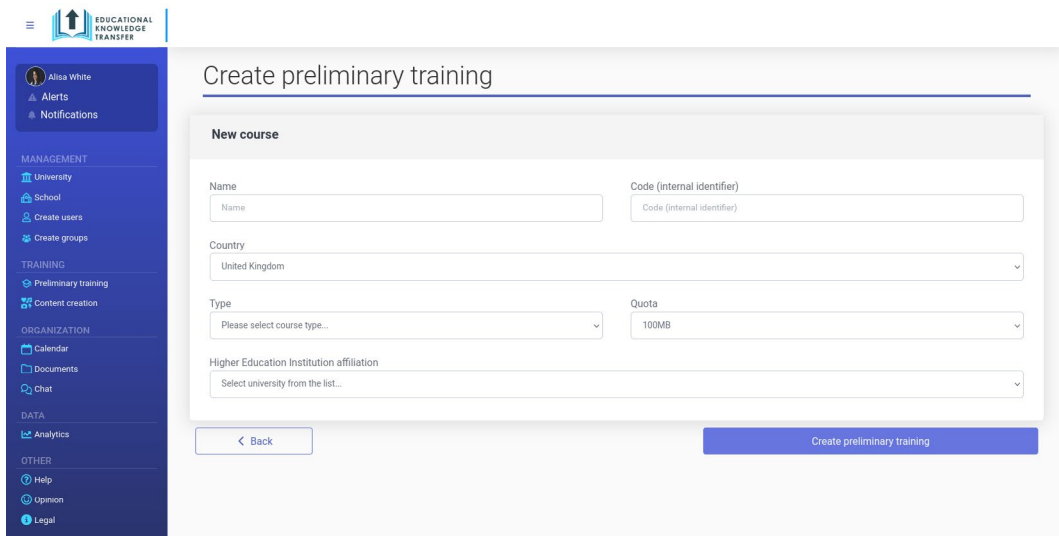 EDUCATIONAL
KNOWLEDGE
TRANSFER
Alisa White
Alerts
Notifications
MANAGEMENT
University
School
Create users
Create groups
TRAINING
Preliminary training
Content creation
ORGANIZATION
Calendar
Documents
Chat
DATA
Analytics
OTHER
Help
Opinion
Legal
Create preliminary training
New course
Name
Name
Code (internal identifier)
Code (internal identifier)
Country
United Kingdom
Type
Please select course type...
Quota
100MB
Higher Education Institution affiliation
Select university from the list...
Back
Create preliminary training